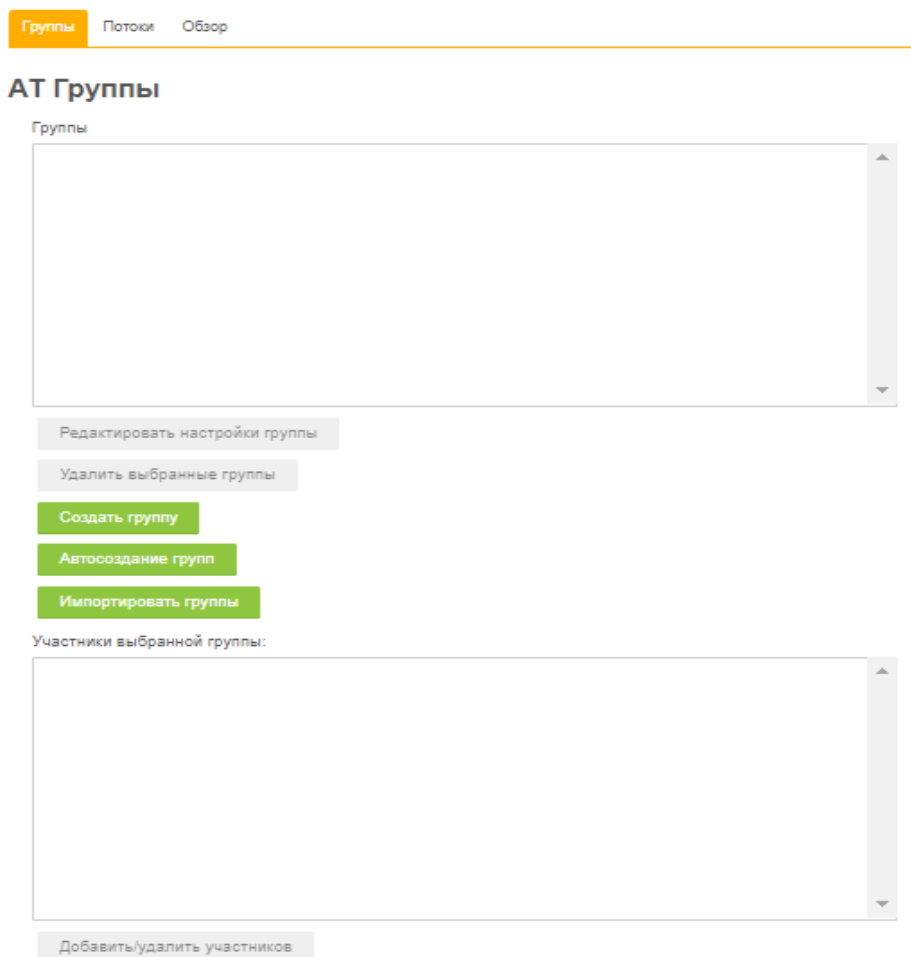 Группы Потоки Обзор
АТ Группы
Группы
Редактировать настройки группы
Удалить выбранные группы
Создать группу
Автосоздание групп
Импортировать группы
Участники выбранной группы:
Добавить/удалить участников